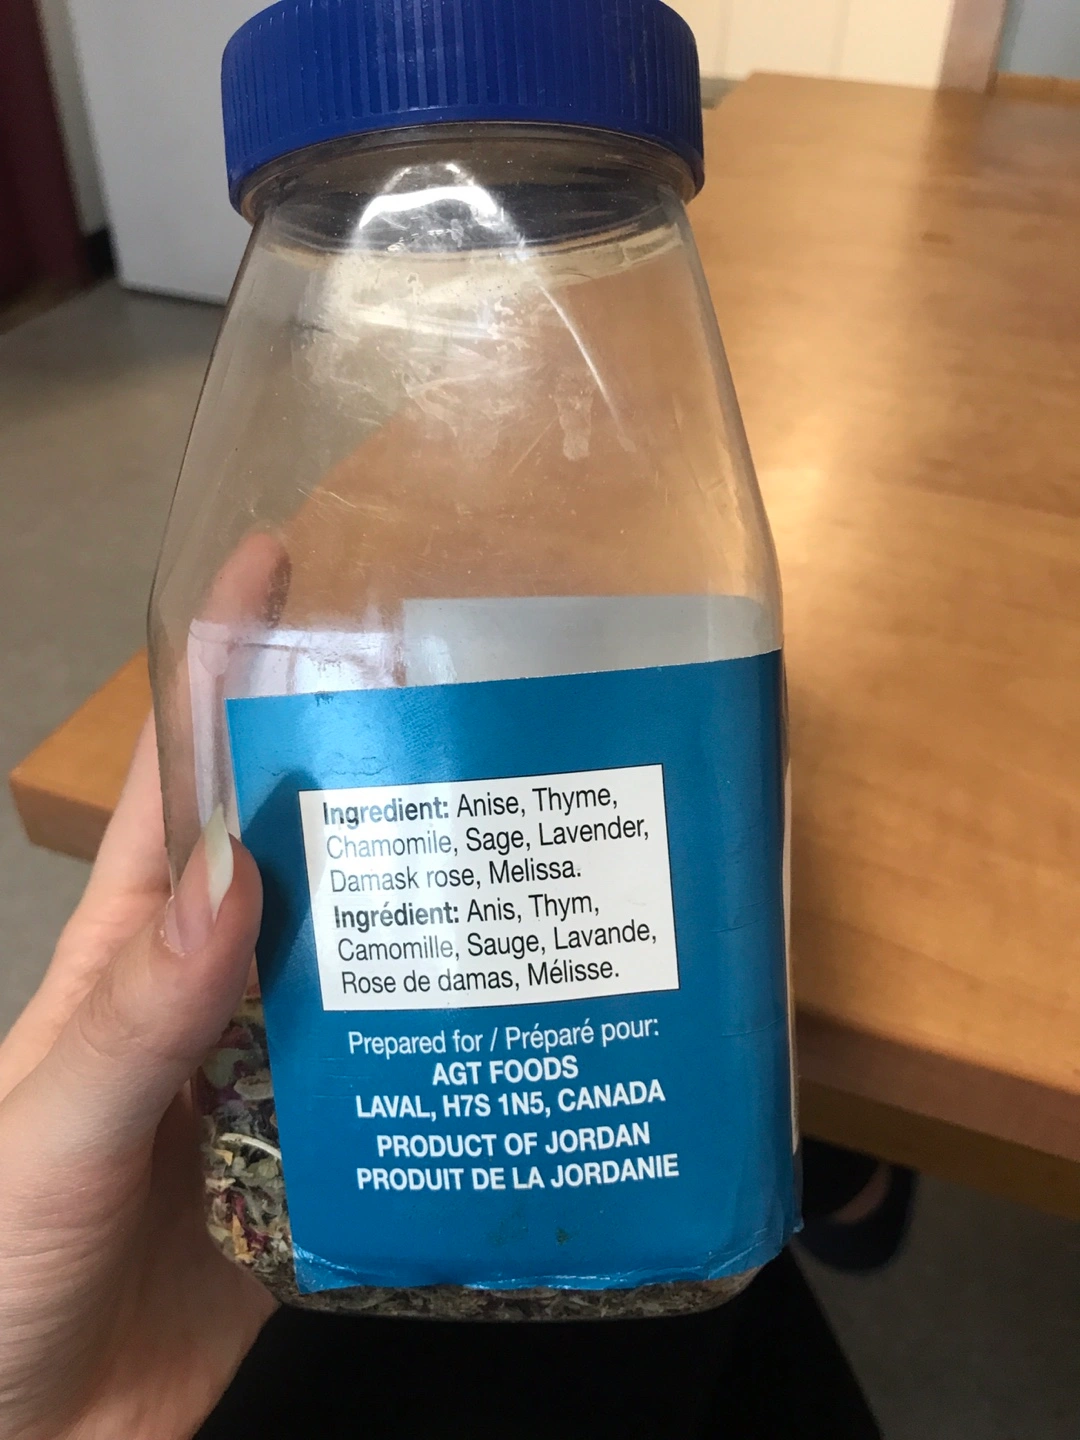 Ingredient: Anise, Thyme,
Chamomile, Sage, Lavender,
Damask rose, Melissa.
Ingrédient: Anis, Thym,
Camomille, Sauge, Lavande,
Rose de damas, Mélisse.
Prepared for / Préparé pour:
AGT FOODS
LAVAL, H7S 1N5, CANADA
PRODUCT OF JORDAN
PRODUIT DE LA JORDANIE